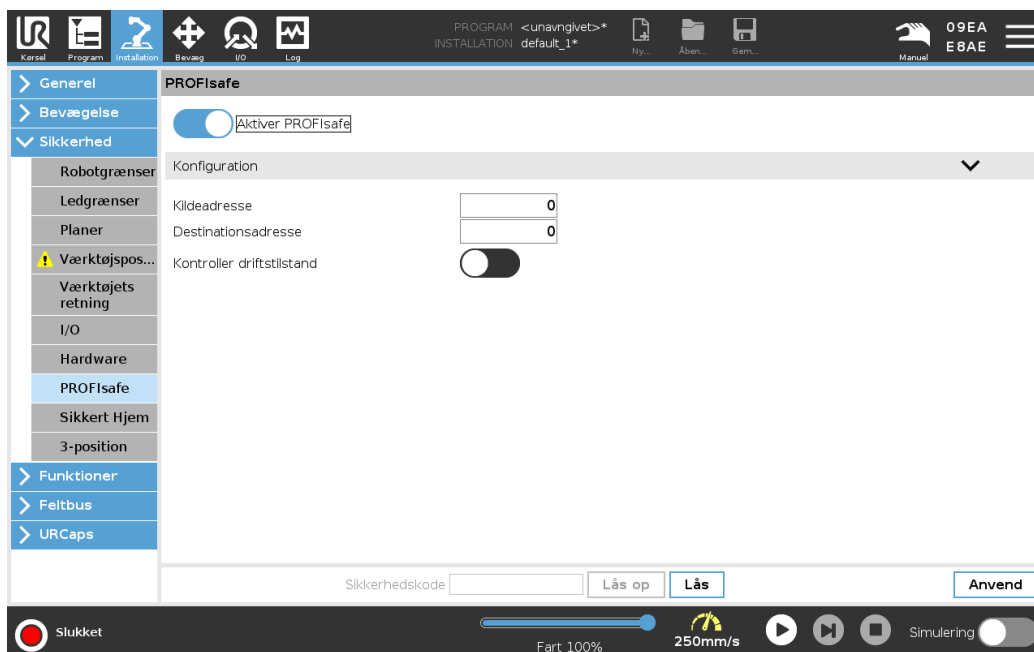 PROGRAM <unavngivet>*
INSTALLATION default_1*
Ny...
Åben...
Gem...
Kørsel
Program
Installation
Bevæg
I/O
Log
Manuel
09EA
E8AE
Generel
Bevægelse
Sikkerhed
Robotgrænser
Ledgrænser
Planer
Værktøjspos...
Værktøjets
retning
I/O
Hardware
PROFIsafe
Sikkert Hjem
3-position
Funktioner
Feltbus
URCaps
PROFIsafe
Aktiver PROFIsafe
Konfiguration
Kildeadresse 0
Destinationsadresse 0
Kontroller driftstilstand
Sikkerhedskode
Lås op
Lås
Anvend
Slukket
Fart 100%
250mm/s
Simulering